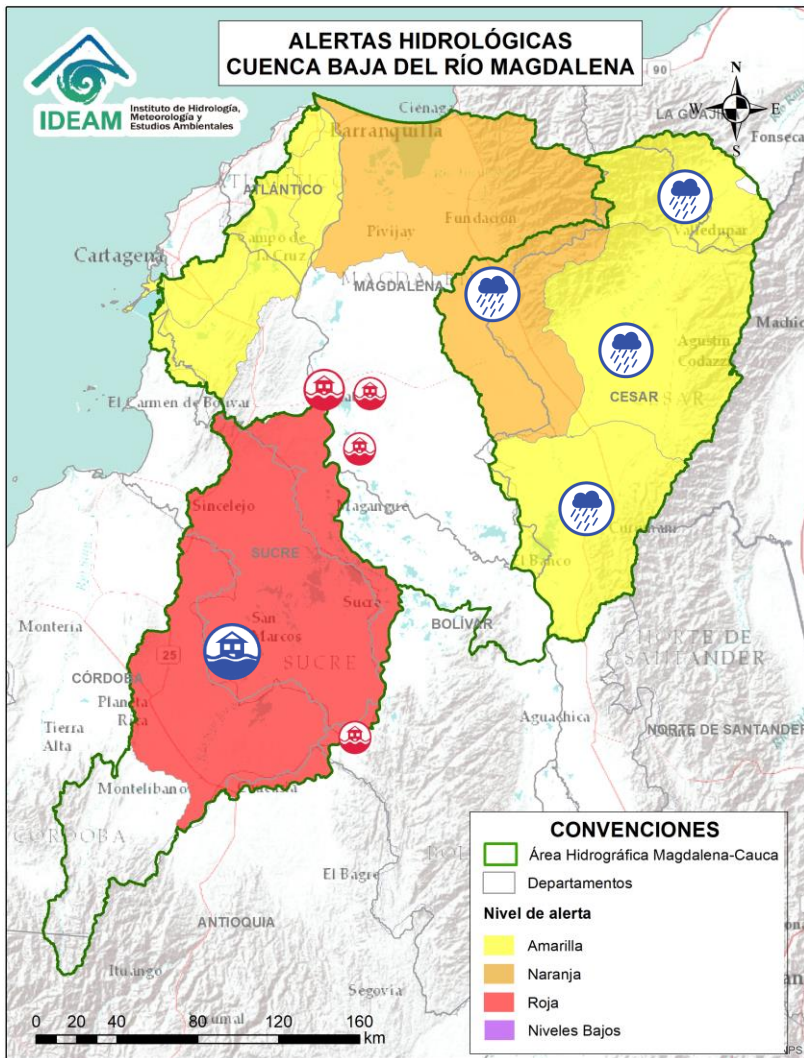 ALERTAS HIDROLÓGICAS
CUENCA BAJA DEL RÍO MAGDALENA
IDEAM
Instituto de Hidrología,
Meteorología y
Estudios Ambientales
90
N
W
E
S
Ciénaga
LA GUAJIRA
Barranquilla
Fonseca
ATLÁNTICO
Valledupar
Fundación
Pivijay
Campo de
la Cruz
Cartagena
MAGDALENA
Agustín
Codazzi
El Carmen de Bolívar
CESAR
Sincelejo
Magangué
SUCRE
El Banco
Sucre
BOLÍVAR
San
Marcos
Montería
25
SUCRE
NORTE DE
SANTANDER
CÓRDOBA
Planeta
Rica
Aguachica
Tierra
Alta
NORTE DE SANTANDER
Montelíbano
CÓRDOBA
El Bagre
ANTIOQUIA
Ituango
Segovia
CONVENCIONES
Área Hidrográfica Magdalena-Cauca
Departamentos
Nivel de alerta
Amarilla
Naranja
Roja
Niveles Bajos
0 20 40 80 120 160
km